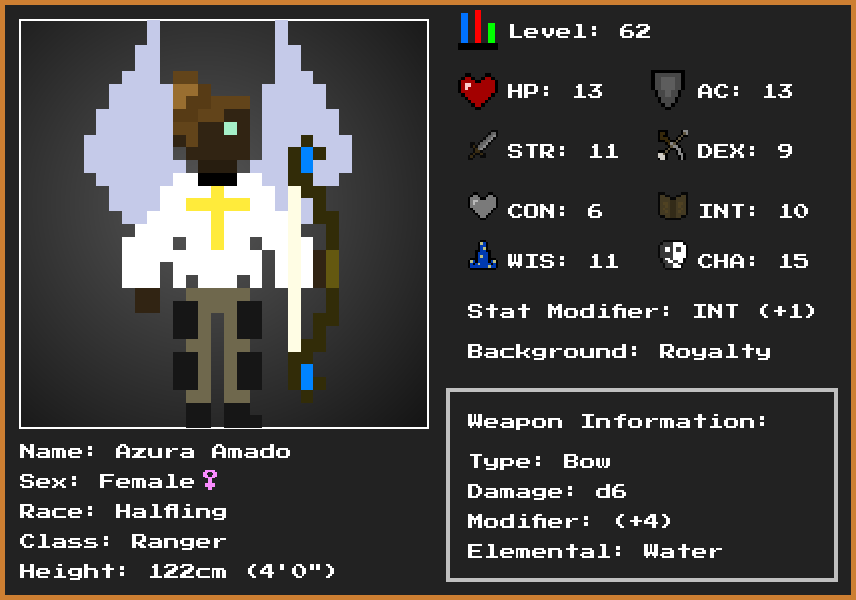 Level: 62
HP: 13
AC: 13
STR: 11
DEX: 9
CON: 6
INT: 10
WIS: 11
CHA: 15
Stat Modifier: INT (+1)
Background: Royalty
Weapon Information:
Type: Bow
Damage: d6
Modifier: (+4)
Elemental: Water
Name: Azura Amado
Sex: Female♀
Race: Halfling
Class: Ranger
Height: 122cm (4'0")